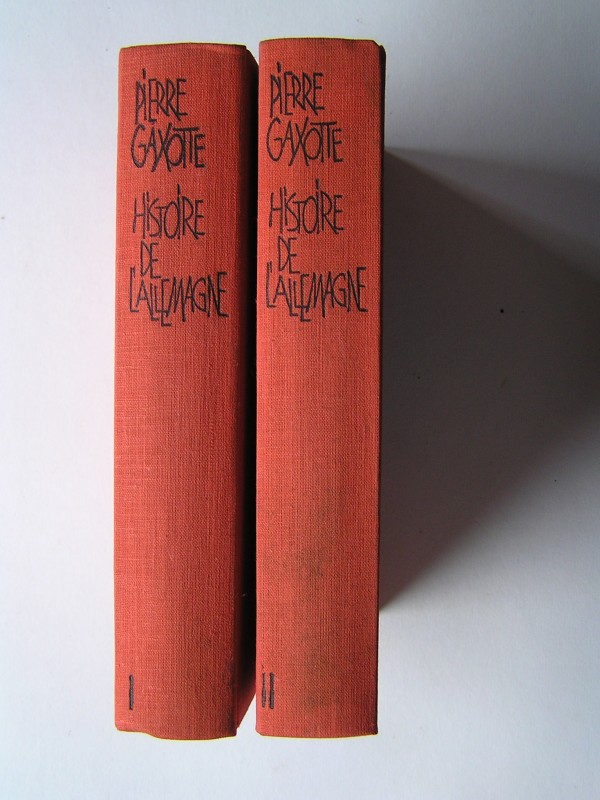 PIERRE
GAXOTTE
HISTOIRE
DE
L'ALLEMAGNE
I
PIERRE
GAXOTTE
HISTOIRE
DE
L'ALLEMAGNE
II